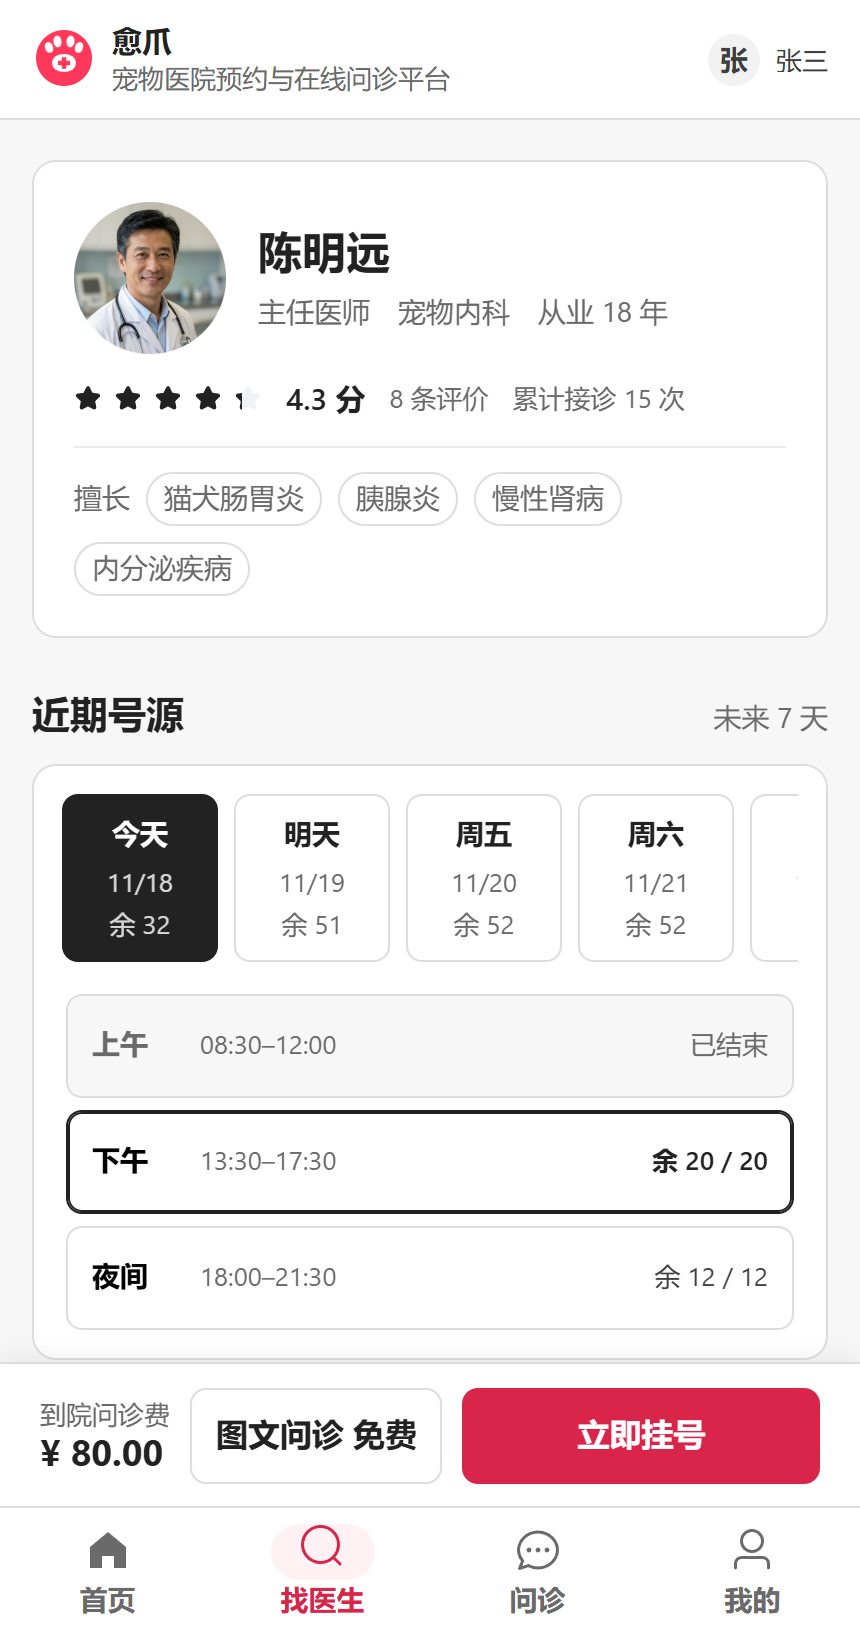 愈爪
宠物医院预约与在线问诊平台
张 张三
陈明远
主任医师 宠物内科 从业 18 年
4.3 分 8 条评价 累计接诊 15 次
擅长 猫犬肠胃炎 胰腺炎 慢性肾病
内分泌疾病
近期号源 未来 7 天
今天 明天 周五 周六
11/18 11/19 11/20 11/21
余 32 余 51 余 52 余 52
上午 08:30–12:00 已结束
下午 13:30–17:30 余 20 / 20
夜间 18:00–21:30 余 12 / 12
到院问诊费
¥ 80.00
图文问诊 免费 立即挂号
首页 找医生 问诊 我的